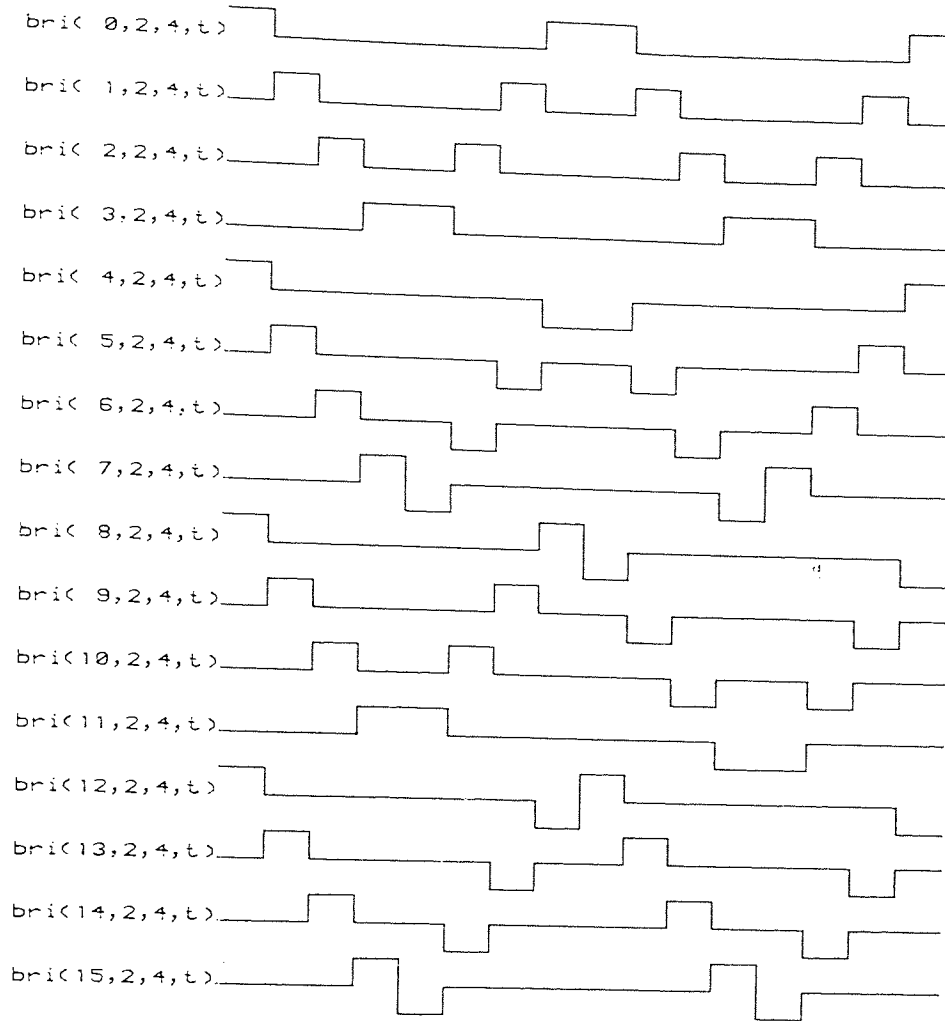 bri( 0,2,4,t)
bri( 1,2,4,t)
bri( 2,2,4,t)
bri( 3,2,4,t)
bri( 4,2,4,t)
bri( 5,2,4,t)
bri( 6,2,4,t)
bri( 7,2,4,t)
bri( 8,2,4,t)
bri( 9,2,4,t)
bri(10,2,4,t)
bri(11,2,4,t)
bri(12,2,4,t)
bri(13,2,4,t)
bri(14,2,4,t)
bri(15,2,4,t)